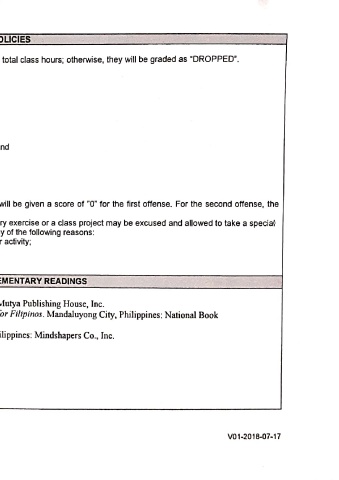 OLICIES
total class hours; otherwise, they will be graded as "DROPPED".
nd
will be given a score of "0" for the first offense. For the second offense, the
ry exercise or a class project may be excused and allowed to take a special
y of the following reasons:
r activity;
EMENTARY READINGS
Mutya Publishing House, Inc.
for Filipinos. Mandaluyong City, Philippines: National Book
ilippines: Mindshapers Co., Inc.
V01-2018-07-17